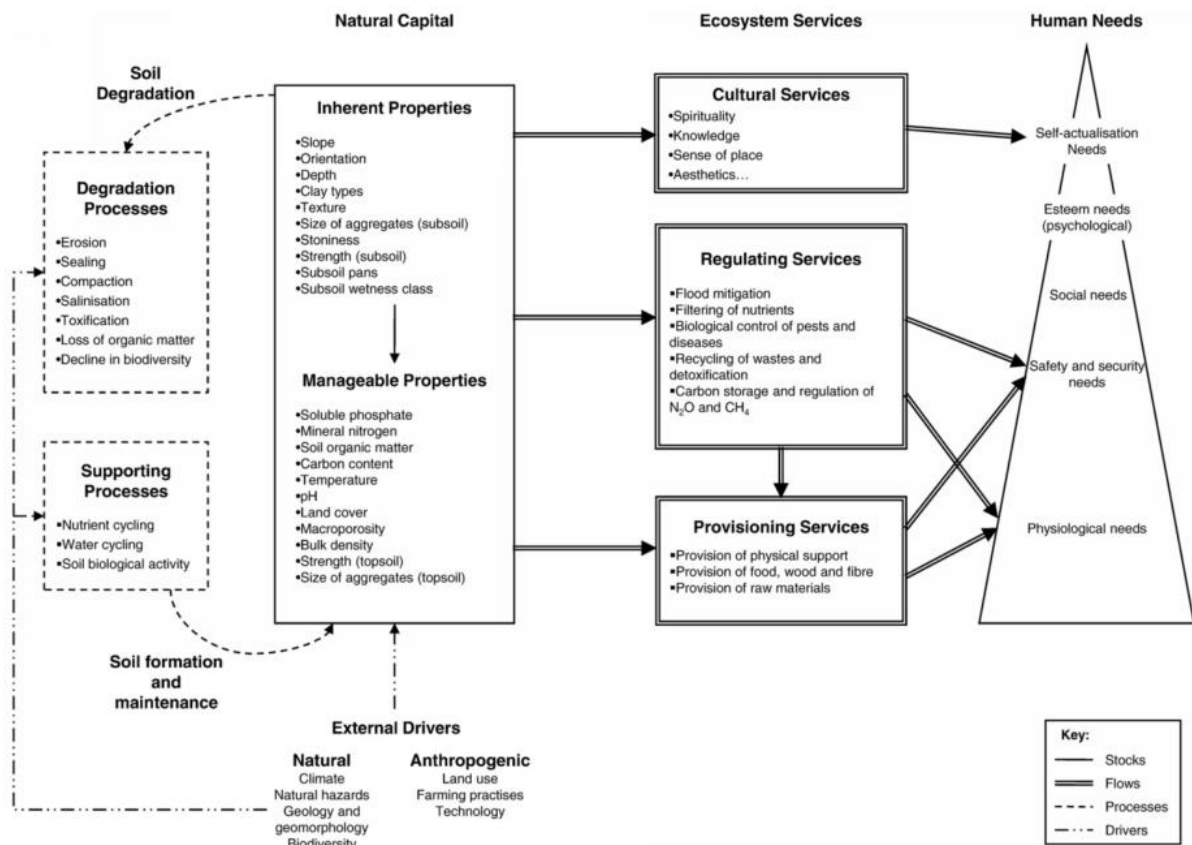 Natural Capital
Ecosystem Services
Human Needs
Soil
Degradation
Degradation
Processes
•Erosion
•Sealing
•Compaction
•Salinisation
•Toxification
•Loss of organic matter
•Decline in biodiversity
Supporting
Processes
•Nutrient cycling
•Water cycling
•Soil biological activity
Soil formation
and
maintenance
Inherent Properties
•Slope
•Orientation
•Depth
•Clay types
•Texture
•Size of aggregates (subsoil)
•Stoniness
•Strength (subsoil)
•Subsoil pans
•Subsoil wetness class
Manageable Properties
•Soluble phosphate
•Mineral nitrogen
•Soil organic matter
•Carbon content
•Temperature
•pH
•Land cover
•Macroporosity
•Bulk density
•Strength (topsoil)
•Size of aggregates (topsoil)
External Drivers
Natural
Climate
Natural hazards
Geology and
geomorphology
Biodiversity
Anthropogenic
Land use
Farming practises
Technology
Cultural Services
•Spirituality
•Knowledge
•Sense of place
•Aesthetics…
Regulating Services
▪Flood mitigation
▪Filtering of nutrients
▪Biological control of pests and
diseases
▪Recycling of wastes and
detoxification
▪Carbon storage and regulation of
N₂O and CH₄
Provisioning Services
▪Provision of physical support
▪Provision of food, wood and fibre
▪Provision of raw materials
Self-actualisation
Needs
Esteem needs
(psychological)
Social needs
Safety and security
needs
Physiological needs
Key:
Stocks
Flows
Processes
Drivers